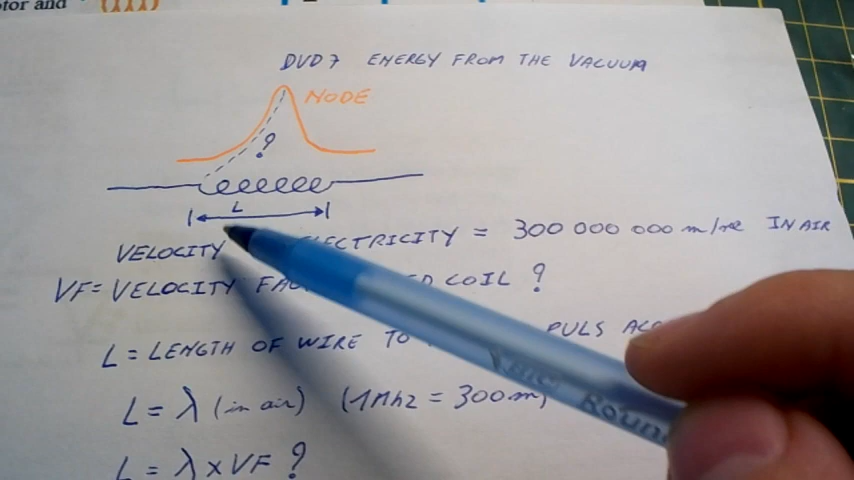 tor and
DVD7 ENERGY FROM THE VACUUM
NODE
?
L
VELOCITY ELECTRICITY = 300 000 000 m/sec IN AIR
VF = VELOCITY COIL ?
L = LENGTH OF WIRE TO PULS
L = λ (in air) (1Mhz = 300m)
L = λ x VF ?
Round